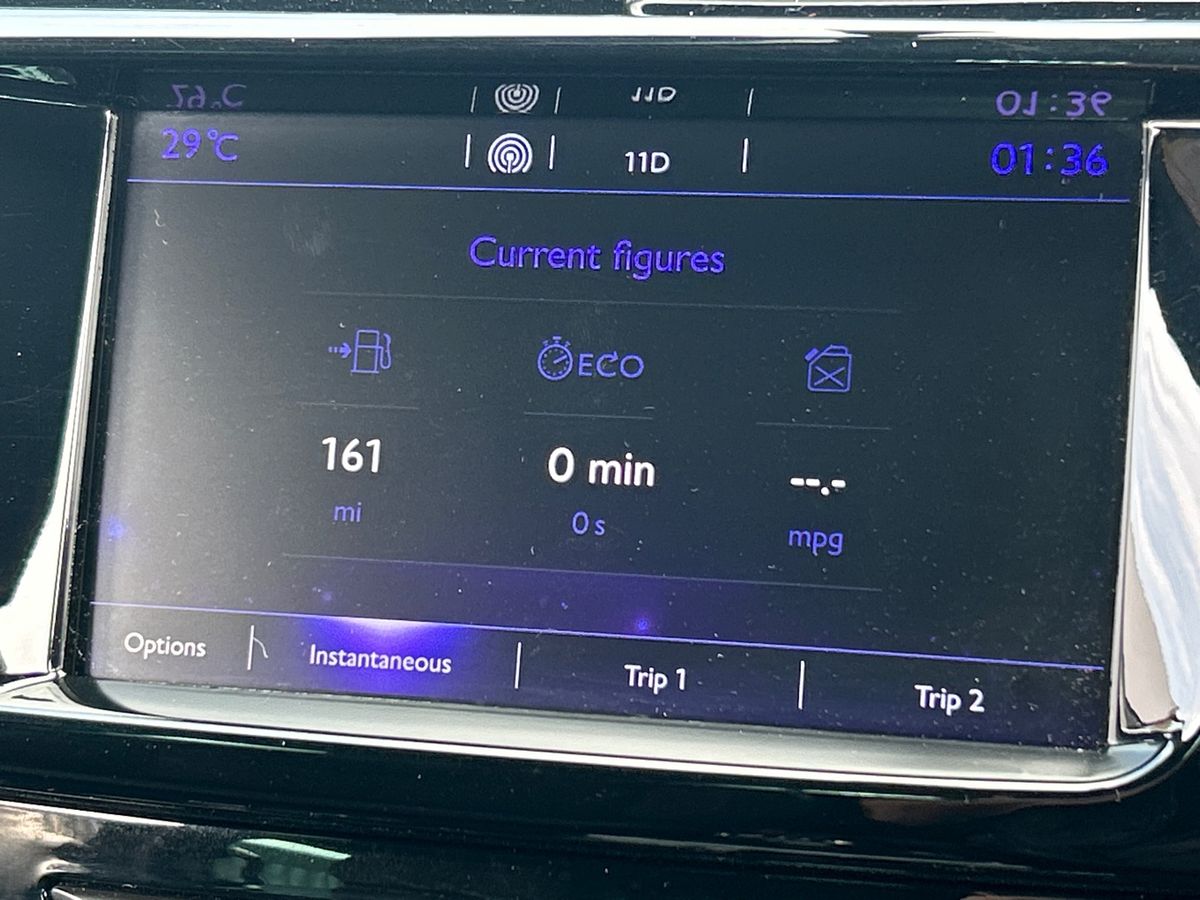 29°C 11D 01:36
Current figures
ECO
161 0 min --.-
mi 0 s mpg
Options Instantaneous Trip 1 Trip 2